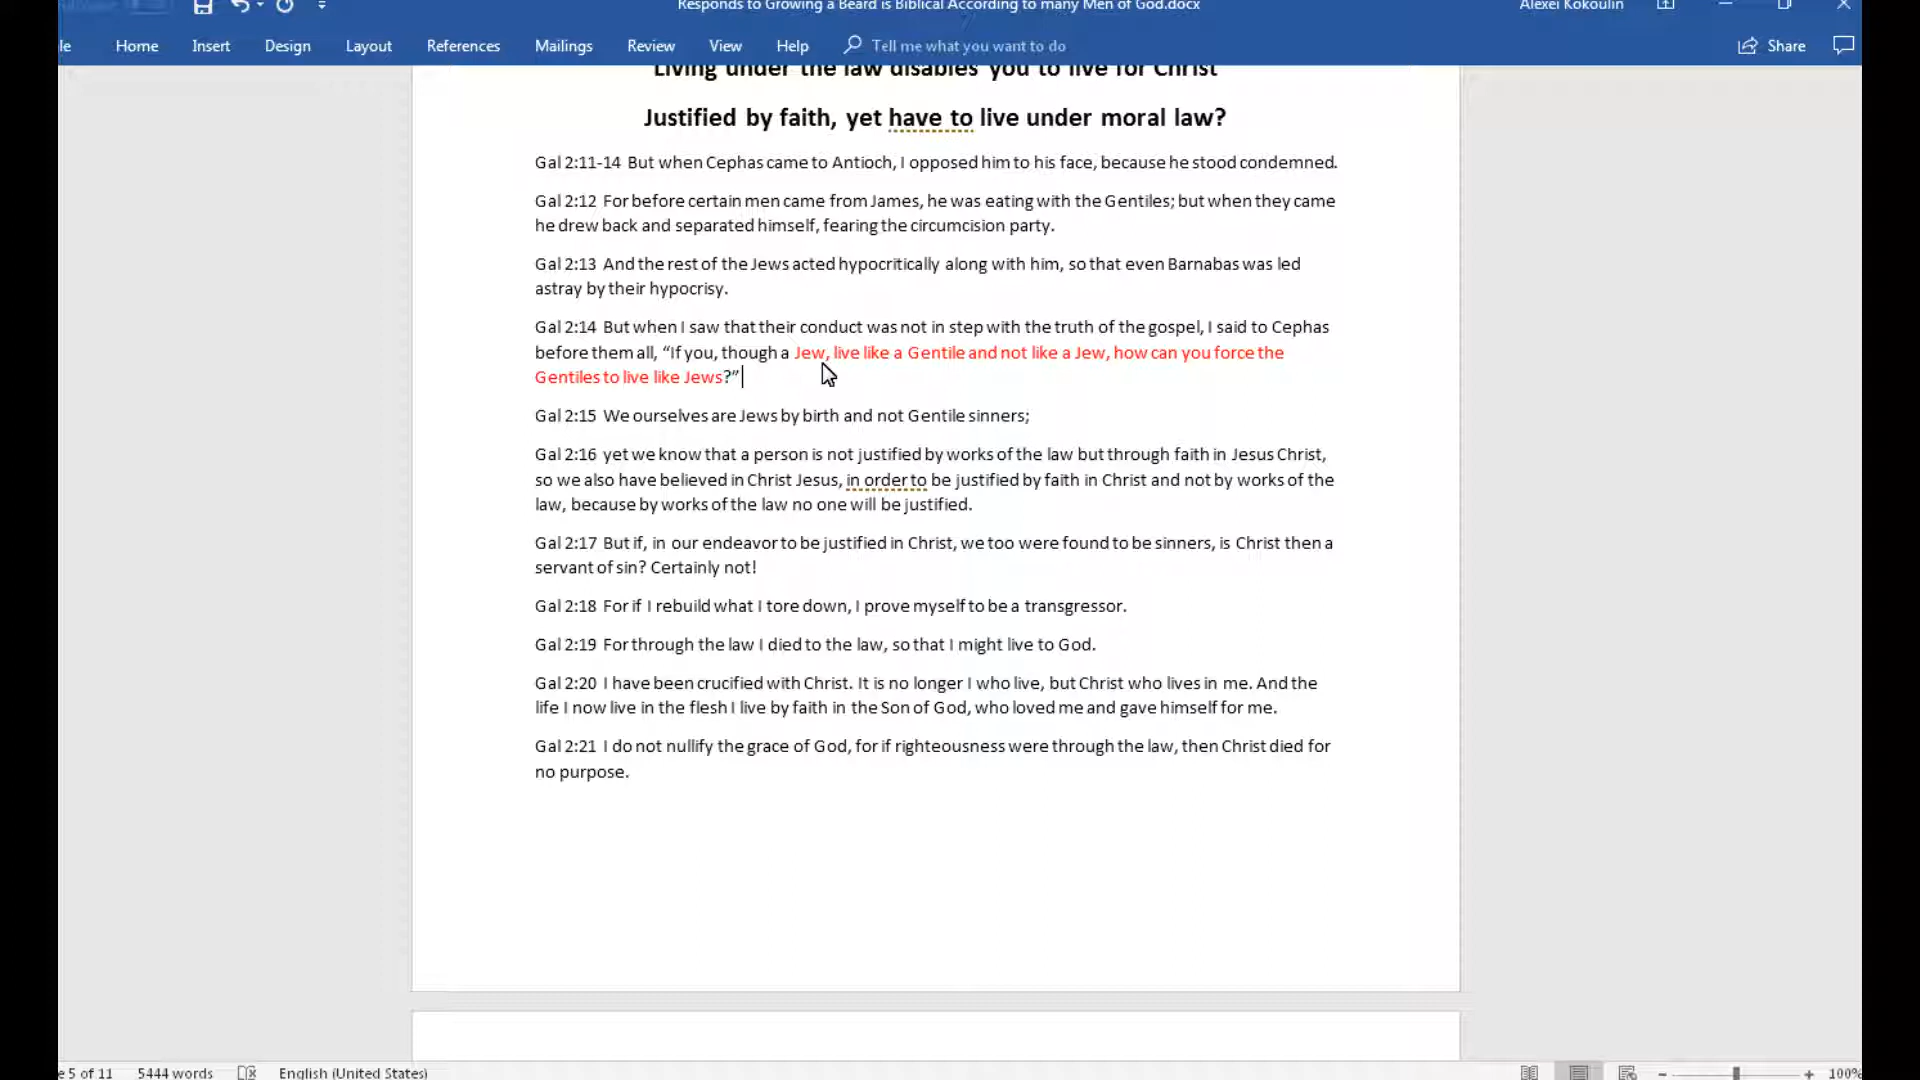 Responds to Growing a Beard is Biblical According to many Men of God.docx
Alexei Kokoulin
le Home Insert Design Layout References Mailings Review View Help Tell me what you want to do Share
Living under the law disables you to live for Christ
Justified by faith, yet have to live under moral law?
Gal 2:11-14 But when Cephas came to Antioch, I opposed him to his face, because he stood condemned.
Gal 2:12 For before certain men came from James, he was eating with the Gentiles; but when they came
he drew back and separated himself, fearing the circumcision party.
Gal 2:13 And the rest of the Jews acted hypocritically along with him, so that even Barnabas was led
astray by their hypocrisy.
Gal 2:14 But when I saw that their conduct was not in step with the truth of the gospel, I said to Cephas
before them all, “If you, though a Jew, live like a Gentile and not like a Jew, how can you force the
Gentiles to live like Jews?”
Gal 2:15 We ourselves are Jews by birth and not Gentile sinners;
Gal 2:16 yet we know that a person is not justified by works of the law but through faith in Jesus Christ,
so we also have believed in Christ Jesus, in order to be justified by faith in Christ and not by works of the
law, because by works of the law no one will be justified.
Gal 2:17 But if, in our endeavor to be justified in Christ, we too were found to be sinners, is Christ then a
servant of sin? Certainly not!
Gal 2:18 For if I rebuild what I tore down, I prove myself to be a transgressor.
Gal 2:19 For through the law I died to the law, so that I might live to God.
Gal 2:20 I have been crucified with Christ. It is no longer I who live, but Christ who lives in me. And the
life I now live in the flesh I live by faith in the Son of God, who loved me and gave himself for me.
Gal 2:21 I do not nullify the grace of God, for if righteousness were through the law, then Christ died for
no purpose.
e 5 of 11 5444 words English (United States) 100%